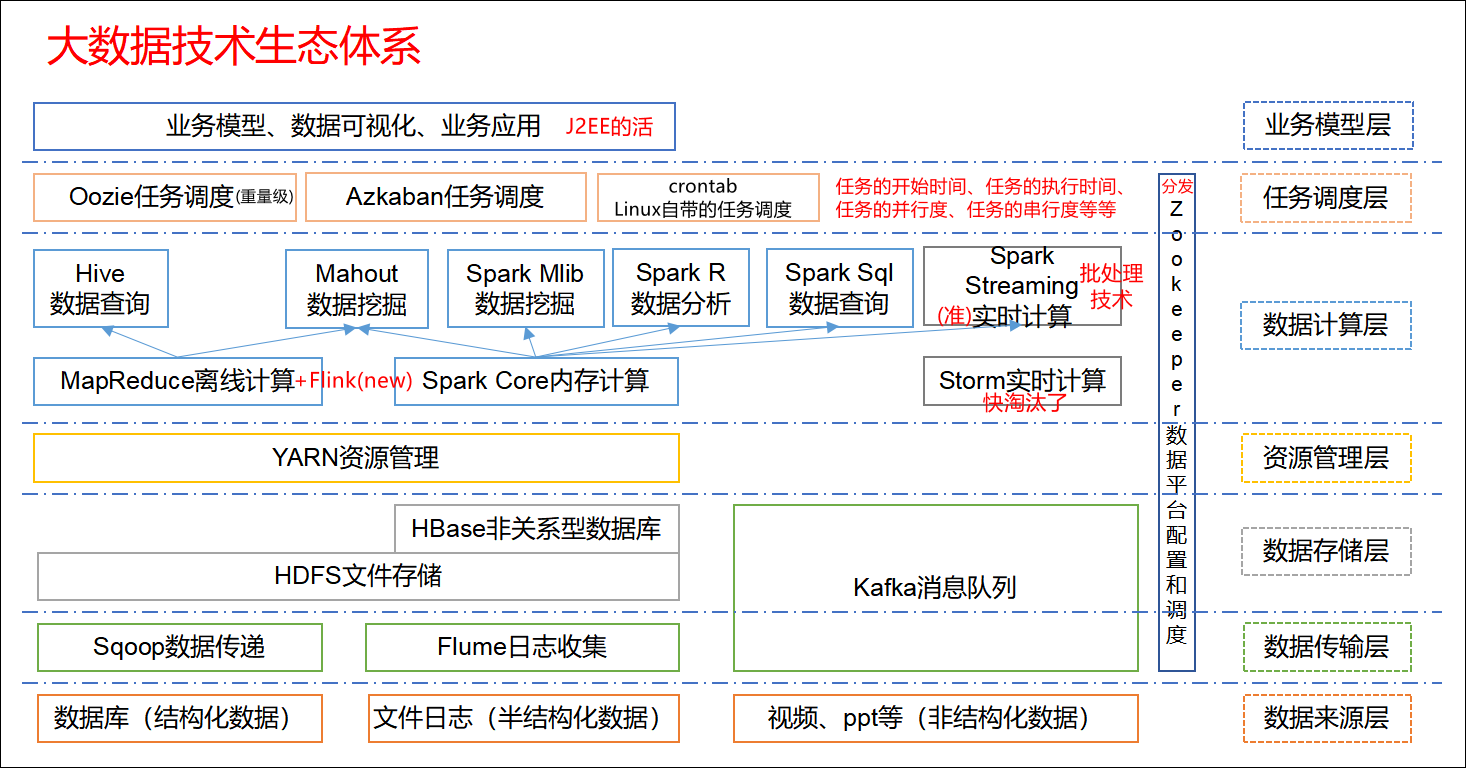 大数据技术生态体系
业务模型、数据可视化、业务应用 J2EE的活
业务模型层
Oozie任务调度(重量级)
Azkaban任务调度
crontab
Linux自带的任务调度
任务的开始时间、任务的执行时间、
任务的并行度、任务的串行度等等
任务调度层
Hive
数据查询
Mahout
数据挖掘
Spark Mlib
数据挖掘
Spark R
数据分析
Spark Sql
数据查询
Spark
Streaming
(准)实时计算
批处理
技术
数据计算层
MapReduce离线计算
+Flink(new)
Spark Core内存计算
Storm实时计算
快淘汰了
分发
Zookeeper数据平台配置和调度
YARN资源管理
资源管理层
HBase非关系型数据库
HDFS文件存储
Kafka消息队列
数据存储层
Sqoop数据传递
Flume日志收集
数据传输层
数据库（结构化数据）
文件日志（半结构化数据）
视频、ppt等（非结构化数据）
数据来源层